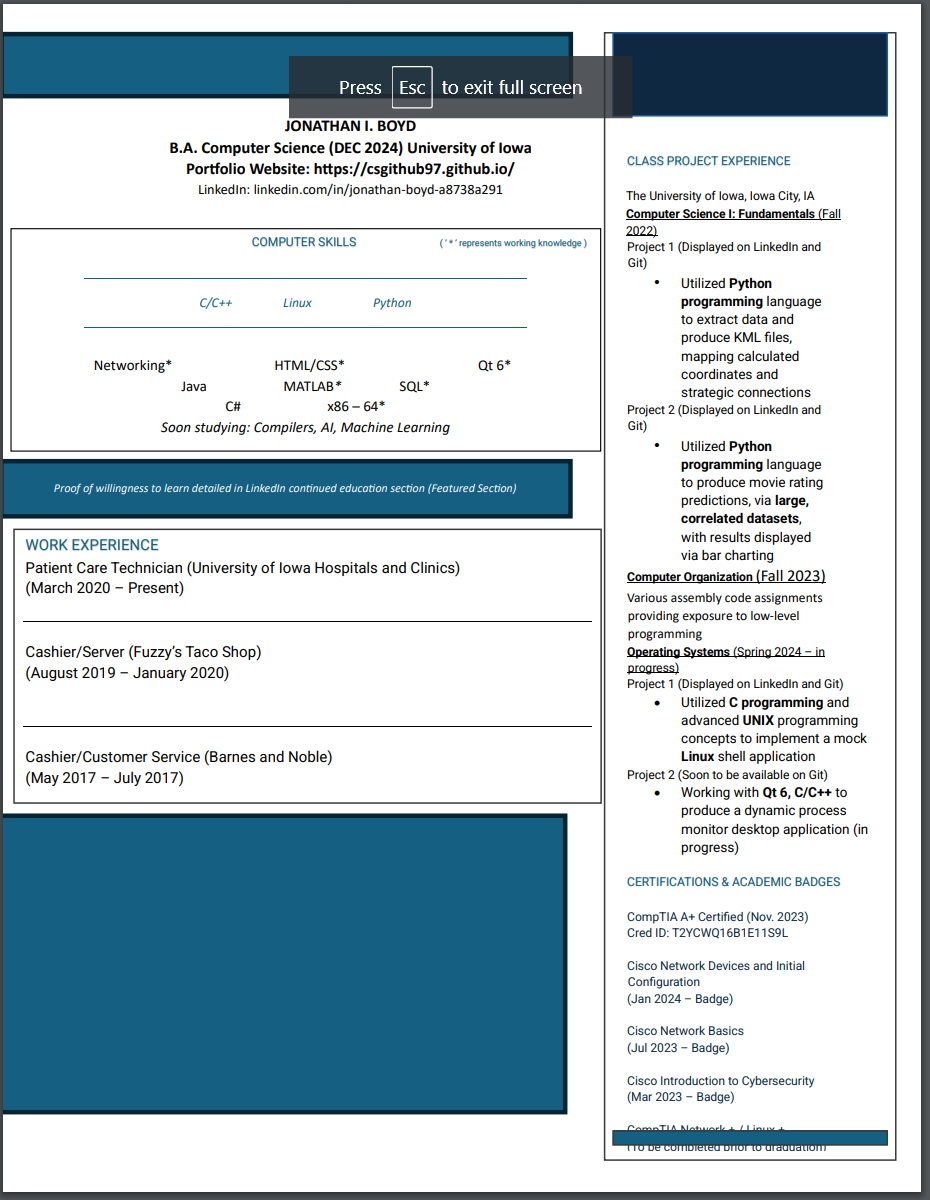 Press Esc to exit full screen
JONATHAN I. BOYD
B.A. Computer Science (DEC 2024) University of Iowa
Portfolio Website: https://csgithub97.github.io/
LinkedIn: linkedin.com/in/jonathan-boyd-a8738a291
COMPUTER SKILLS ( '*' represents working knowledge )
C/C++ Linux Python
Networking* HTML/CSS* Qt 6*
Java MATLAB* SQL*
C# x86 – 64*
Soon studying: Compilers, AI, Machine Learning
Proof of willingness to learn detailed in LinkedIn continued education section (Featured Section)
WORK EXPERIENCE
Patient Care Technician (University of Iowa Hospitals and Clinics)
(March 2020 – Present)
Cashier/Server (Fuzzy's Taco Shop)
(August 2019 – January 2020)
Cashier/Customer Service (Barnes and Noble)
(May 2017 – July 2017)
CLASS PROJECT EXPERIENCE
The University of Iowa, Iowa City, IA
Computer Science I: Fundamentals (Fall
2022)
Project 1 (Displayed on LinkedIn and
Git)
• Utilized Python
programming language
to extract data and
produce KML files,
mapping calculated
coordinates and
strategic connections
Project 2 (Displayed on LinkedIn and
Git)
• Utilized Python
programming language
to produce movie rating
predictions, via large,
correlated datasets,
with results displayed
via bar charting
Computer Organization (Fall 2023)
Various assembly code assignments
providing exposure to low-level
programming
Operating Systems (Spring 2024 – in
progress)
Project 1 (Displayed on LinkedIn and Git)
• Utilized C programming and
advanced UNIX programming
concepts to implement a mock
Linux shell application
Project 2 (Soon to be available on Git)
• Working with Qt 6, C/C++ to
produce a dynamic process
monitor desktop application (in
progress)
CERTIFICATIONS & ACADEMIC BADGES
CompTIA A+ Certified (Nov. 2023)
Cred ID: T2YCWQ16B1E11S9L
Cisco Network Devices and Initial
Configuration
(Jan 2024 – Badge)
Cisco Network Basics
(Jul 2023 – Badge)
Cisco Introduction to Cybersecurity
(Mar 2023 – Badge)
CompTIA Network + / Linux +
(To be completed prior to graduation)